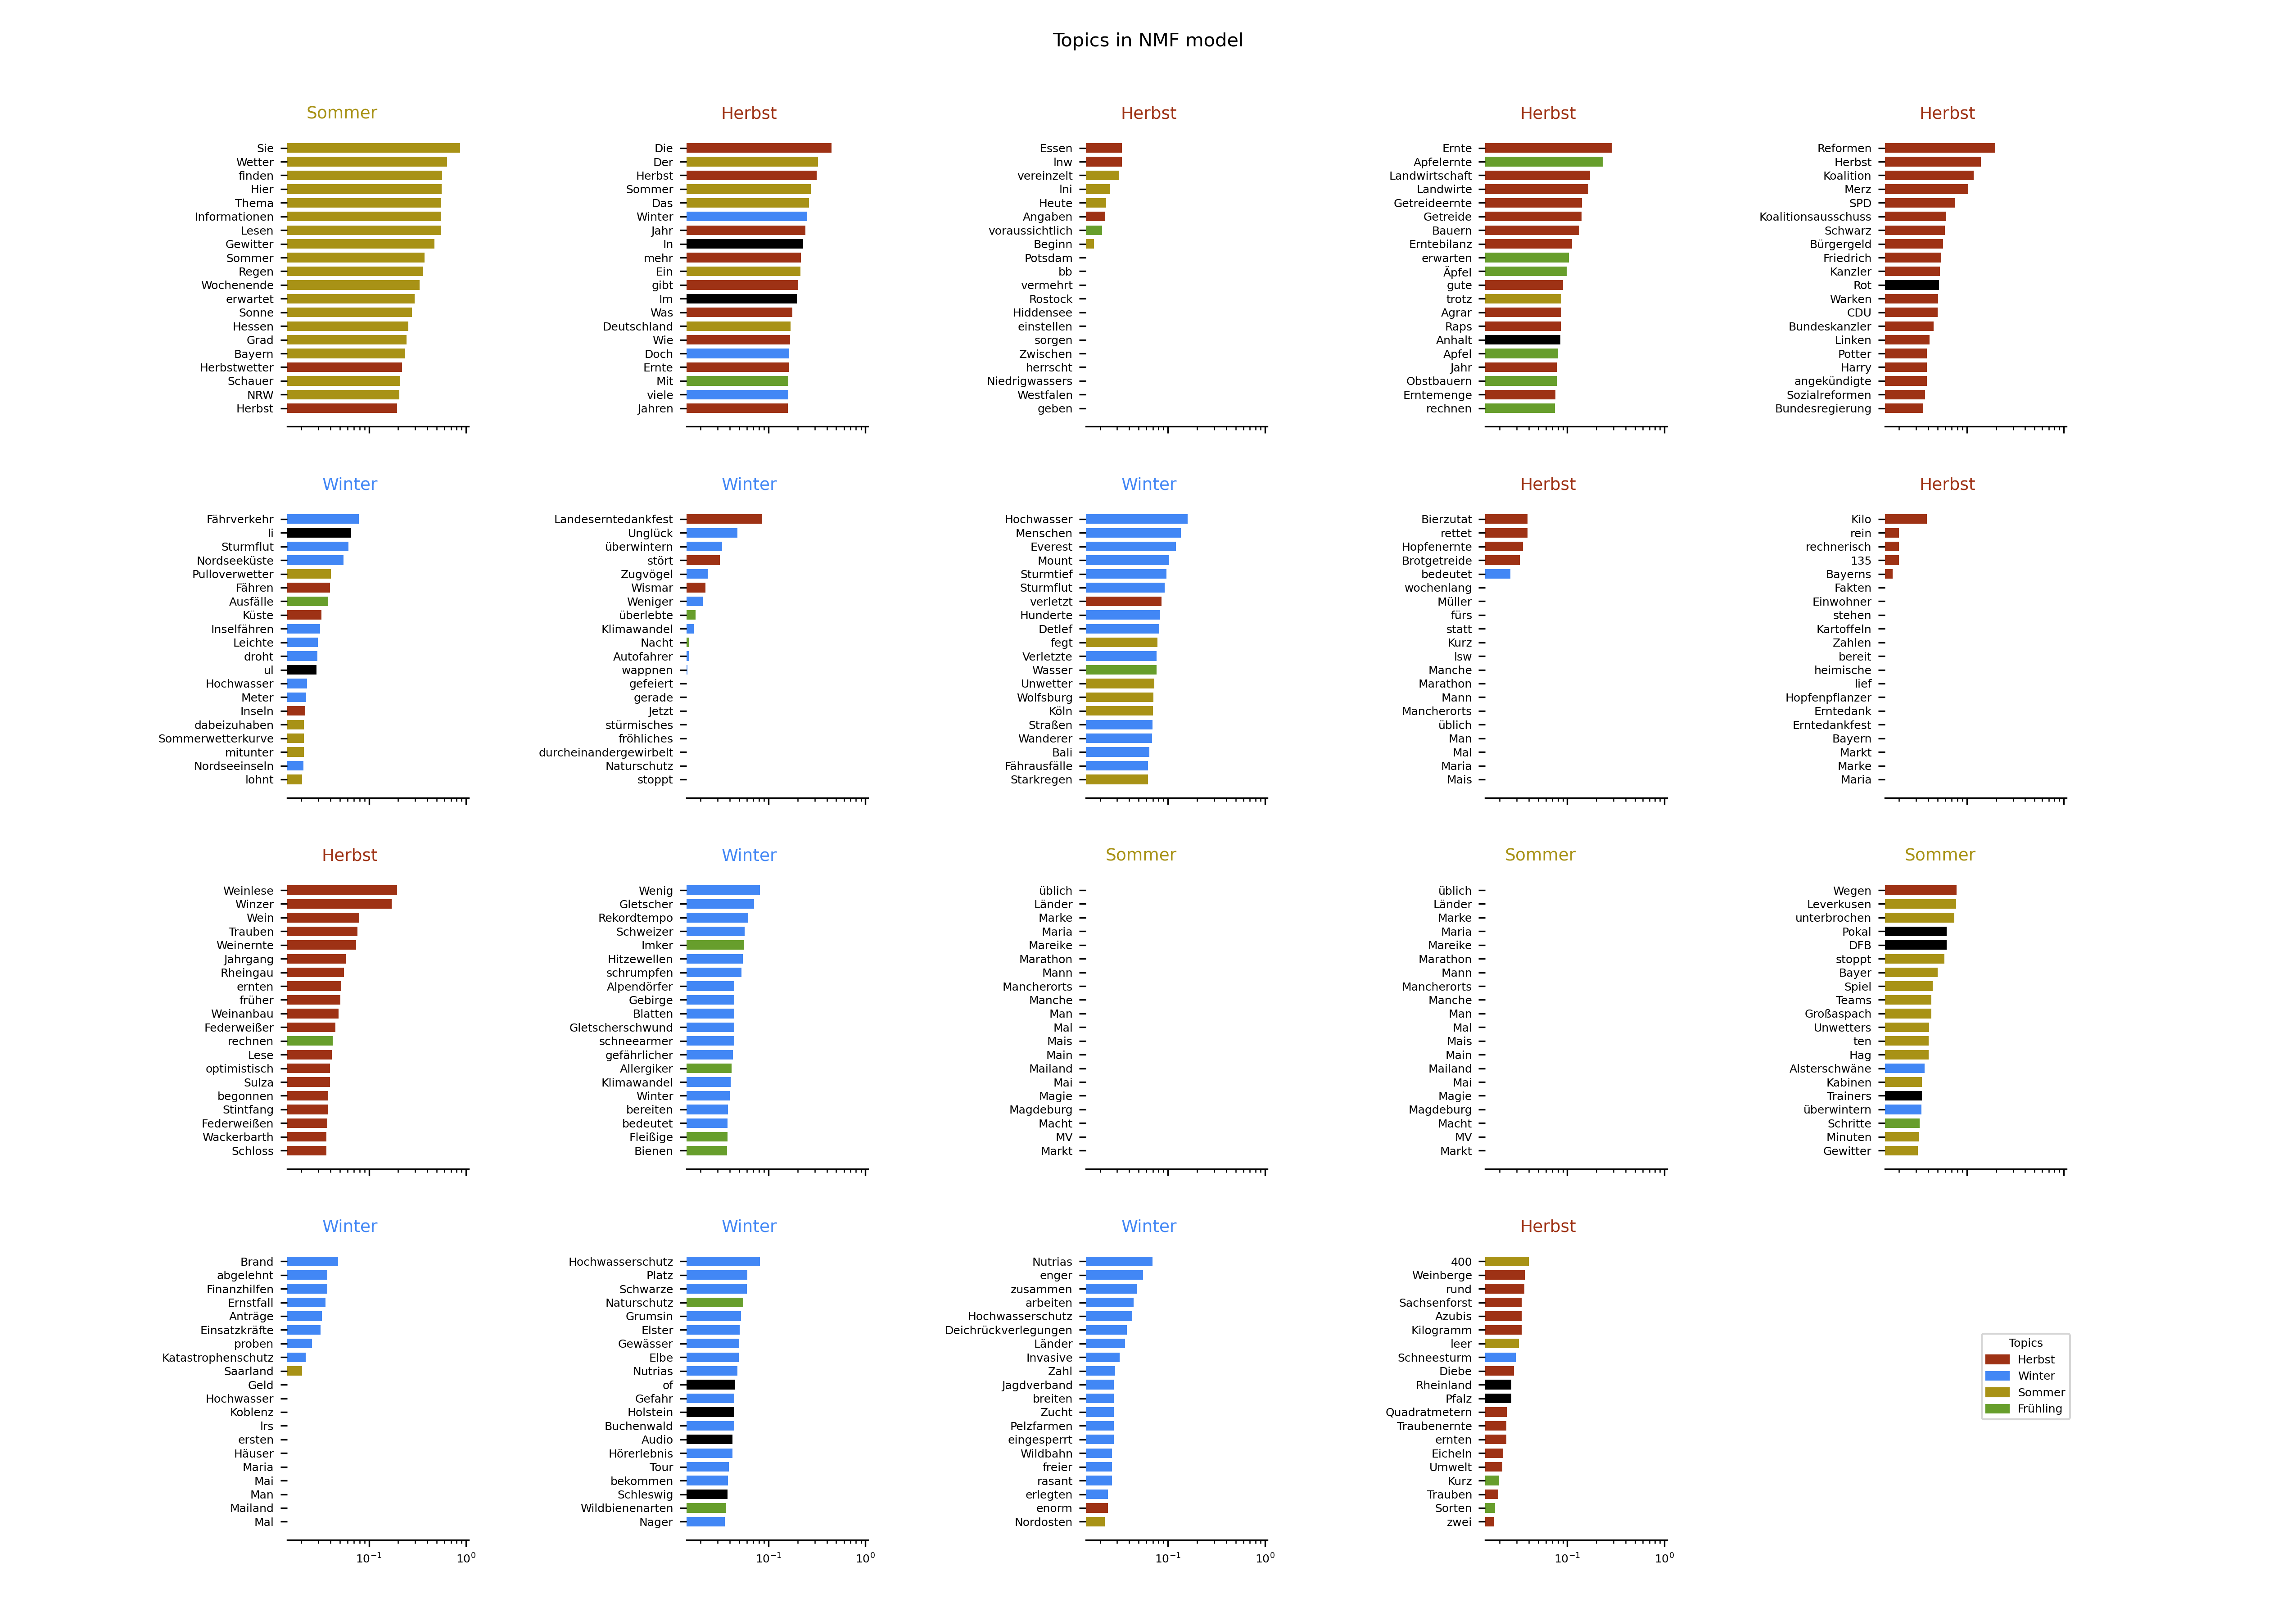 Topics in NMF model
Sommer
Sie
Wetter
finden
Hier
Thema
Informationen
Lesen
Gewitter
Sommer
Regen
Wochenende
erwartet
Sonne
Hessen
Grad
Bayern
Herbstwetter
Schauer
NRW
Herbst
Herbst
Die
Der
Herbst
Sommer
Das
Winter
Jahr
In
mehr
Ein
gibt
Im
Was
Deutschland
Wie
Doch
Ernte
Mit
viele
Jahren
Herbst
Essen
lnw
vereinzelt
lni
Heute
Angaben
voraussichtlich
Beginn
Potsdam
bb
vermehrt
Rostock
Hiddensee
einstellen
sorgen
Zwischen
herrscht
Niedrigwassers
Westfalen
geben
Herbst
Ernte
Apfelernte
Landwirtschaft
Landwirte
Getreideernte
Getreide
Bauern
Erntebilanz
erwarten
Äpfel
gute
trotz
Agrar
Raps
Anhalt
Apfel
Jahr
Obstbauern
Erntemenge
rechnen
Herbst
Reformen
Herbst
Koalition
Merz
SPD
Koalitionsausschuss
Schwarz
Bürgergeld
Friedrich
Kanzler
Rot
Warken
CDU
Bundeskanzler
Linken
Potter
Harry
angekündigte
Sozialreformen
Bundesregierung
Winter
Fährverkehr
li
Sturmflut
Nordseeküste
Pulloverwetter
Fähren
Ausfälle
Küste
Inselfähren
Leichte
droht
ul
Hochwasser
Meter
Inseln
dabeizuhaben
Sommerwetterkurve
mitunter
Nordseeinseln
lohnt
Winter
Landeserntedankfest
Unglück
überwintern
stört
Zugvögel
Wismar
Weniger
überlebte
Klimawandel
Nacht
Autofahrer
wappnen
gefeiert
gerade
Jetzt
stürmisches
fröhliches
durcheinandergewirbelt
Naturschutz
stoppt
Winter
Hochwasser
Menschen
Everest
Mount
Sturmtief
Sturmflut
verletzt
Hunderte
Detlef
fegt
Verletzte
Wasser
Unwetter
Wolfsburg
Köln
Straßen
Wanderer
Bali
Fährausfälle
Starkregen
Herbst
Bierzutat
rettet
Hopfenernte
Brotgetreide
bedeutet
wochenlang
Müller
fürs
statt
Kurz
lsw
Manche
Marathon
Mann
Mancherorts
üblich
Man
Mal
Maria
Mais
Herbst
Kilo
rein
rechnerisch
135
Bayerns
Fakten
Einwohner
stehen
Kartoffeln
Zahlen
bereit
heimische
lief
Hopfenpflanzer
Erntedank
Erntedankfest
Bayern
Markt
Marke
Maria
Herbst
Weinlese
Winzer
Wein
Trauben
Weinernte
Jahrgang
Rheingau
ernten
früher
Weinanbau
Federweißer
rechnen
Lese
optimistisch
Sulza
begonnen
Stintfang
Federweißen
Wackerbarth
Schloss
Winter
Wenig
Gletscher
Rekordtempo
Schweizer
Imker
Hitzewellen
schrumpfen
Alpendörfer
Gebirge
Blatten
Gletscherschwund
schneearmer
gefährlicher
Allergiker
Klimawandel
Winter
bereiten
bedeutet
Fleißige
Bienen
Sommer
üblich
Länder
Marke
Maria
Mareike
Marathon
Mann
Mancherorts
Manche
Man
Mal
Mais
Main
Mailand
Mai
Magie
Magdeburg
Macht
MV
Markt
Sommer
üblich
Länder
Marke
Maria
Mareike
Marathon
Mann
Mancherorts
Manche
Man
Mal
Mais
Main
Mailand
Mai
Magie
Magdeburg
Macht
MV
Markt
Sommer
Wegen
Leverkusen
unterbrochen
Pokal
DFB
stoppt
Bayer
Spiel
Teams
Großaspach
Unwetters
ten
Hag
Alsterschwäne
Kabinen
Trainers
überwintern
Schritte
Minuten
Gewitter
Winter
Brand
abgelehnt
Finanzhilfen
Ernstfall
Anträge
Einsatzkräfte
proben
Katastrophenschutz
Saarland
Geld
Hochwasser
Koblenz
lrs
ersten
Häuser
Maria
Mai
Man
Mailand
Mal
10⁻¹ 10⁰
Winter
Hochwasserschutz
Platz
Schwarze
Naturschutz
Grumsin
Elster
Gewässer
Elbe
Nutrias
of
Gefahr
Holstein
Buchenwald
Audio
Hörerlebnis
Tour
bekommen
Schleswig
Wildbienenarten
Nager
10⁻¹ 10⁰
Winter
Nutrias
enger
zusammen
arbeiten
Hochwasserschutz
Deichrückverlegungen
Länder
Invasive
Zahl
Jagdverband
breiten
Zucht
Pelzfarmen
eingesperrt
Wildbahn
freier
rasant
erlegten
enorm
Nordosten
10⁻¹ 10⁰
Herbst
400
Weinberge
rund
Sachsenforst
Azubis
Kilogramm
leer
Schneesturm
Diebe
Rheinland
Pfalz
Quadratmetern
Traubenernte
ernten
Eicheln
Umwelt
Kurz
Trauben
Sorten
zwei
10⁻¹ 10⁰
Topics
Herbst
Winter
Sommer
Frühling